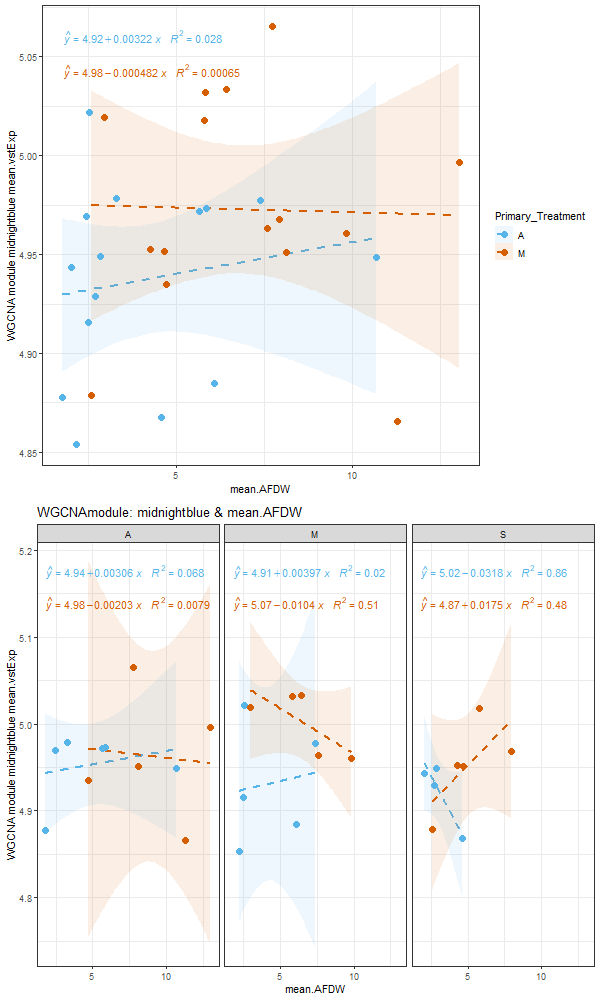 ŷ = 4.92 + 0.00322 x   R² = 0.028
ŷ = 4.98 − 0.000482 x   R² = 0.00065
5.05
5.00
4.95
4.90
4.85
WGCNA module midnightblue mean.vstExp
5
10
mean.AFDW
Primary_Treatment
A
M
WGCNAmodule: midnightblue & mean.AFDW
A
M
S
ŷ = 4.94 + 0.00306 x   R² = 0.068
ŷ = 4.98 − 0.00203 x   R² = 0.0079
ŷ = 4.91 + 0.00397 x   R² = 0.02
ŷ = 5.07 − 0.0104 x   R² = 0.51
ŷ = 5.02 − 0.0318 x   R² = 0.86
ŷ = 4.87 + 0.0175 x   R² = 0.48
5.2
5.1
5.0
4.9
4.8
WGCNA module midnightblue mean.vstExp
5
10
5
10
5
10
mean.AFDW